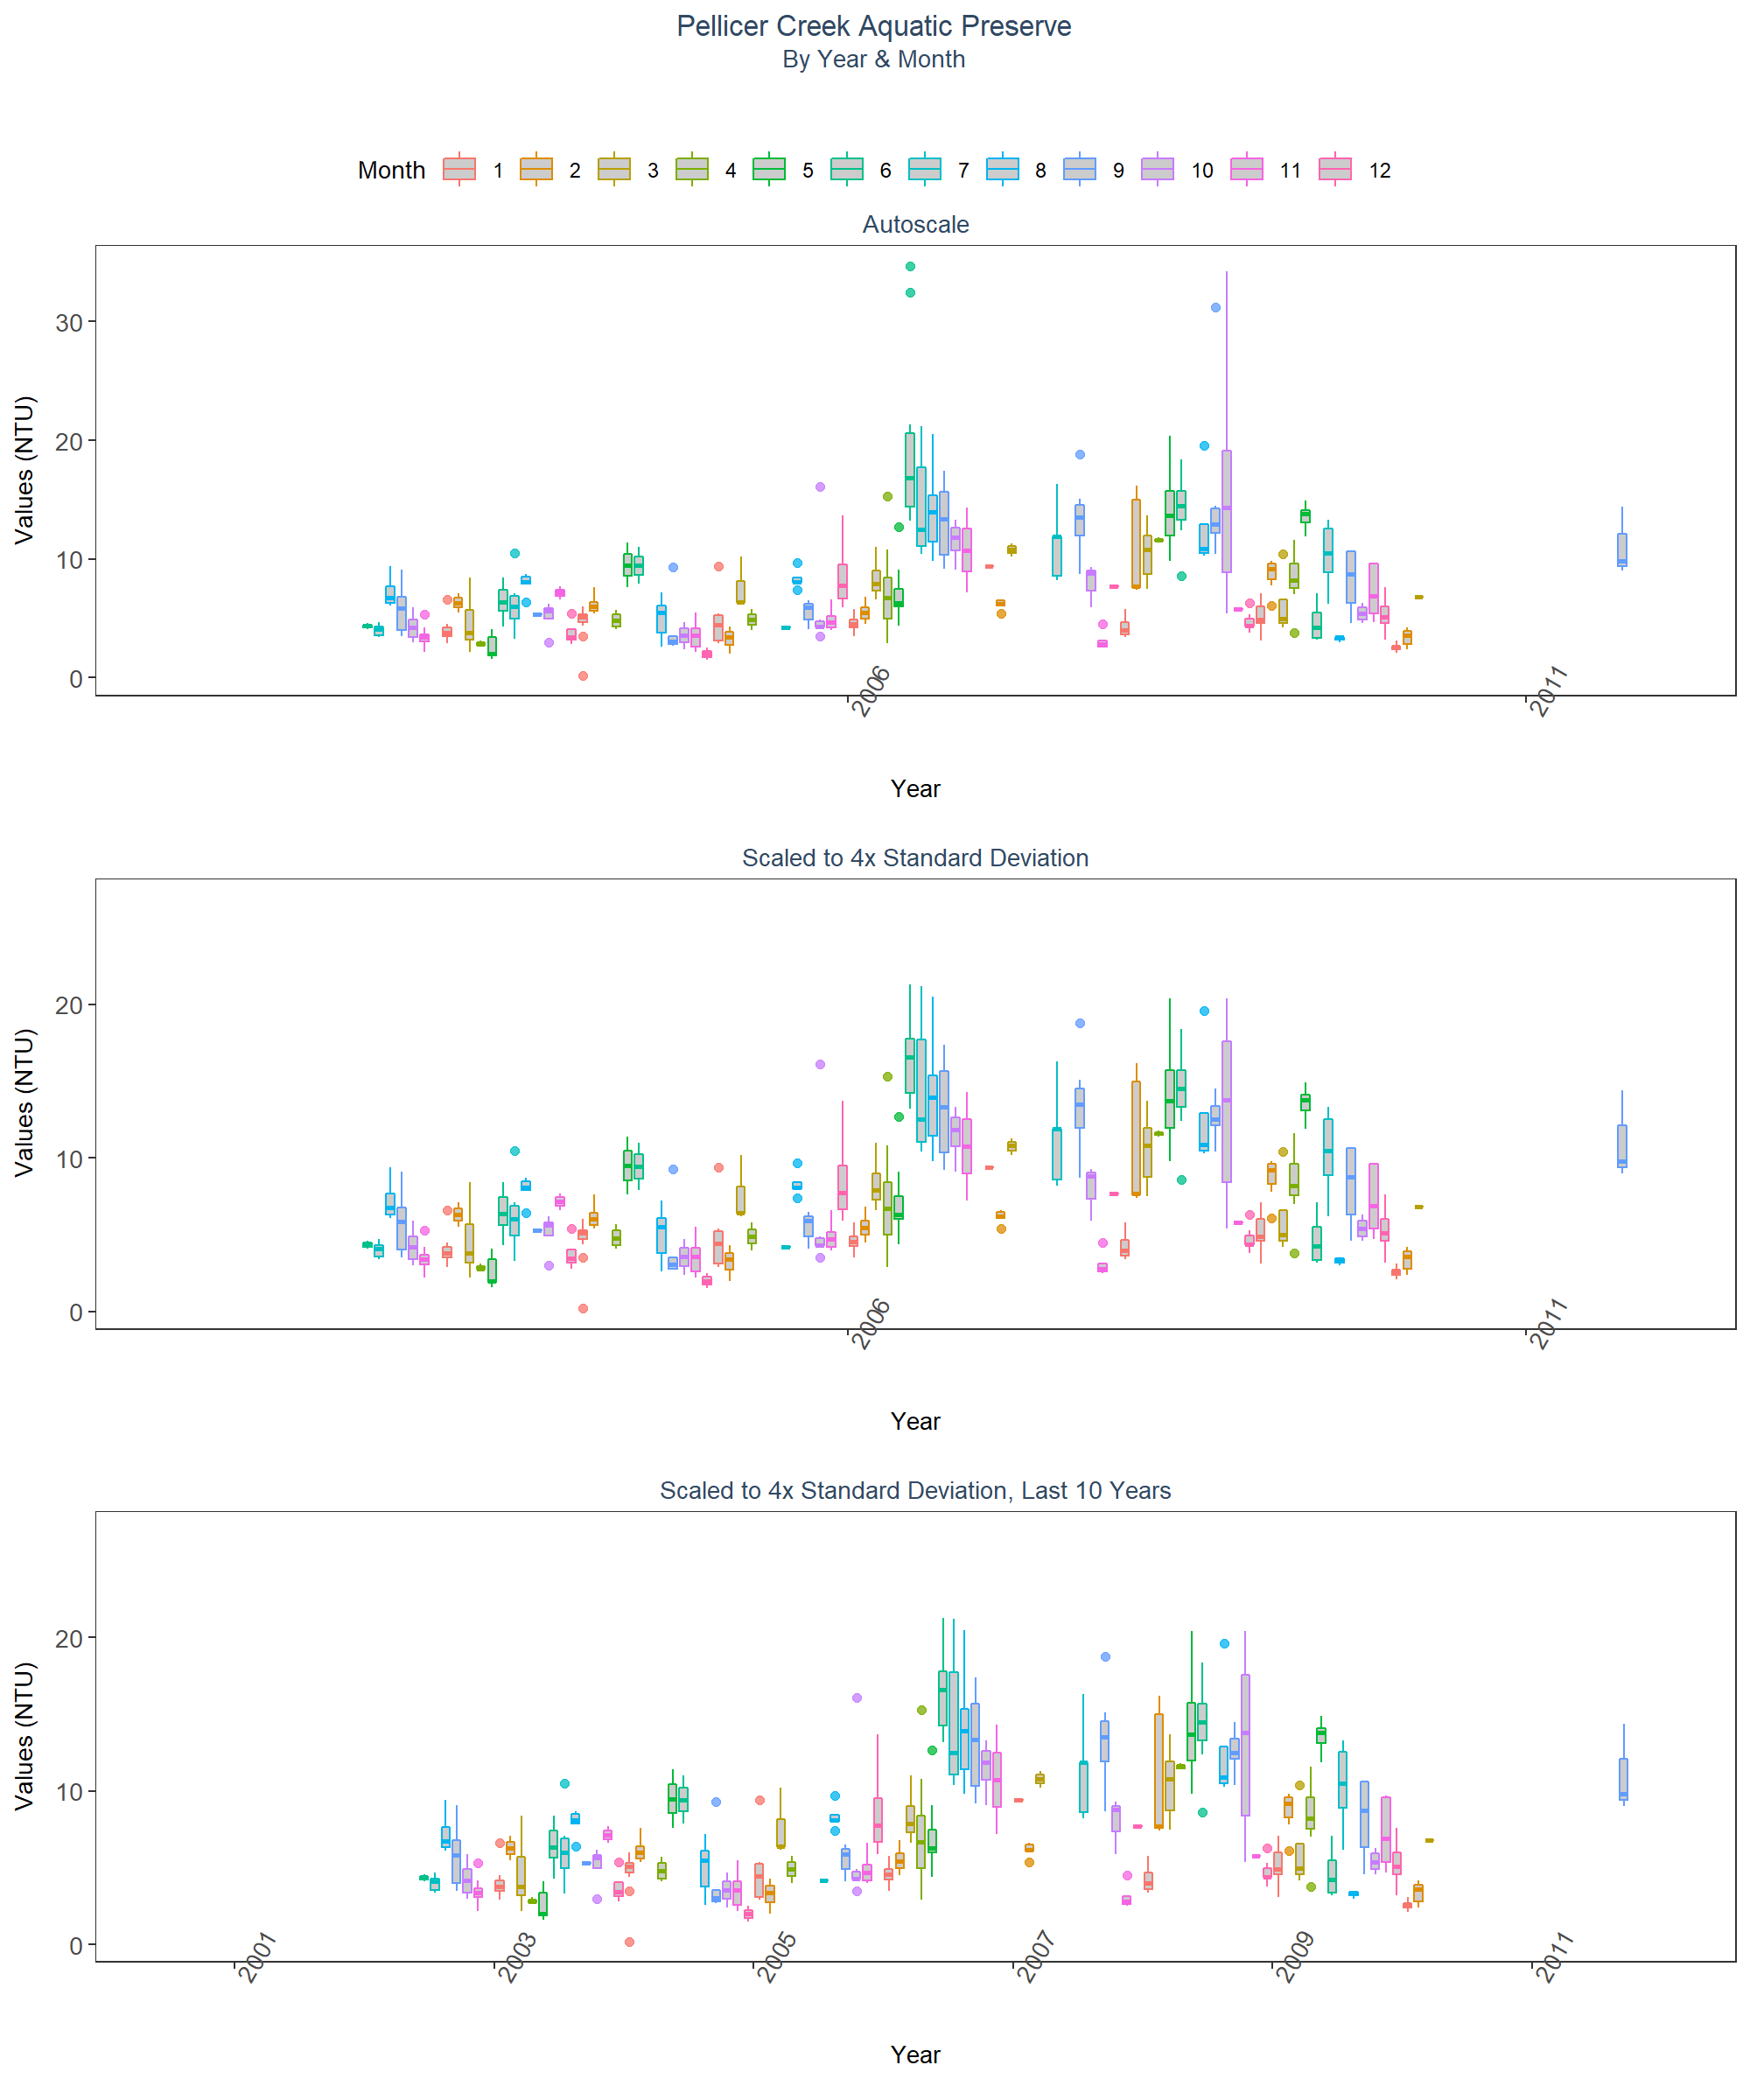 Pellicer Creek Aquatic Preserve
By Year & Month
Month 1 2 3 4 5 6 7 8 9 10 11 12
Autoscale
Values (NTU)
30
20
10
0
2006 2011
Year
Scaled to 4x Standard Deviation
Values (NTU)
20
10
0
2006 2011
Year
Scaled to 4x Standard Deviation, Last 10 Years
Values (NTU)
20
10
0
2001 2003 2005 2007 2009 2011
Year